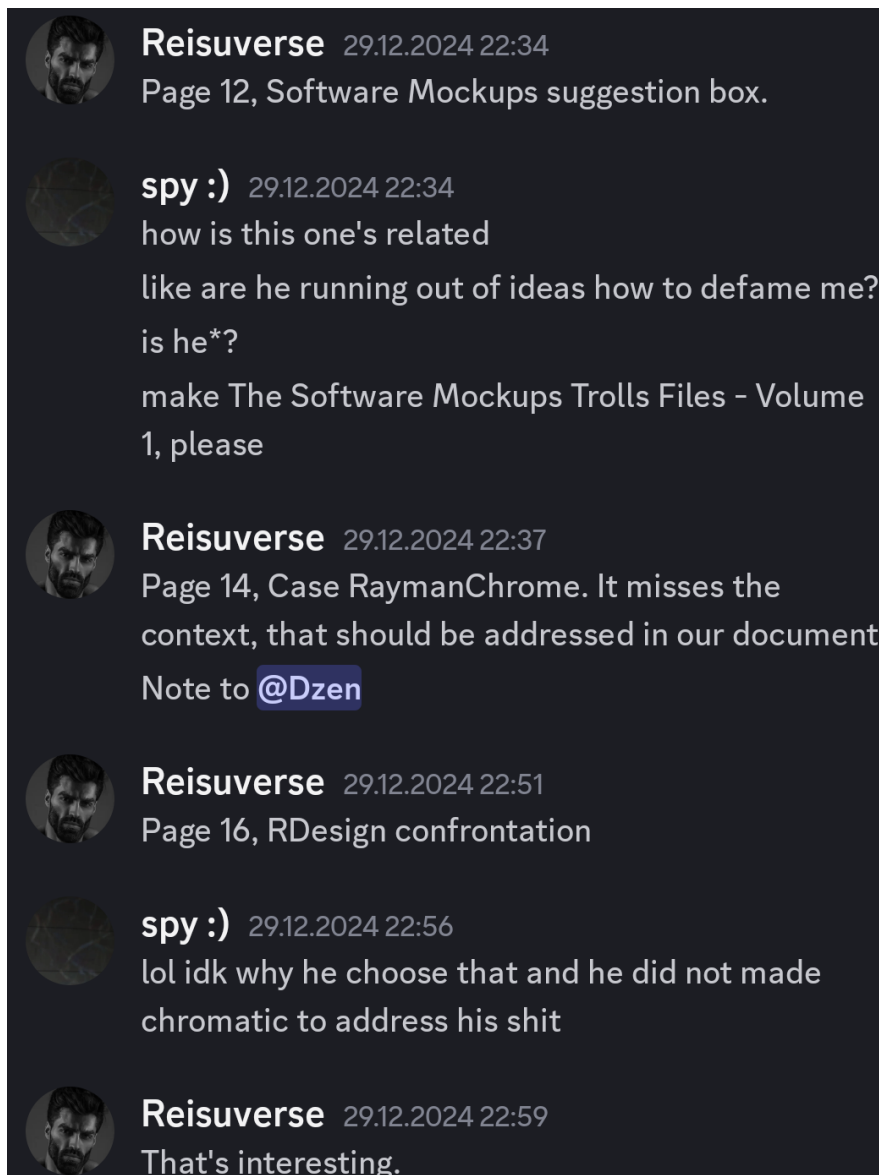 Reisuverse 29.12.2024 22:34
Page 12, Software Mockups suggestion box.
spy :) 29.12.2024 22:34
how is this one's related
like are he running out of ideas how to defame me?
is he*?
make The Software Mockups Trolls Files - Volume
1, please
Reisuverse 29.12.2024 22:37
Page 14, Case RaymanChrome. It misses the
context, that should be addressed in our document
Note to @Dzen
Reisuverse 29.12.2024 22:51
Page 16, RDesign confrontation
spy :) 29.12.2024 22:56
lol idk why he choose that and he did not made
chromatic to address his shit
Reisuverse 29.12.2024 22:59
That's interesting.